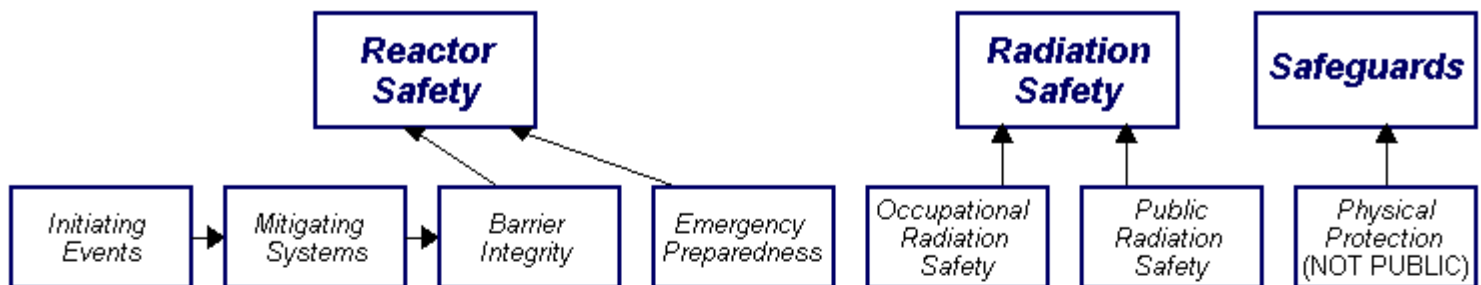 Reactor
Safety
Radiation
Safety
Safeguards
Initiating
Events
Mitigating
Systems
Barrier
Integrity
Emergency
Preparedness
Occupational
Radiation
Safety
Public
Radiation
Safety
Physical
Protection
(NOT PUBLIC)